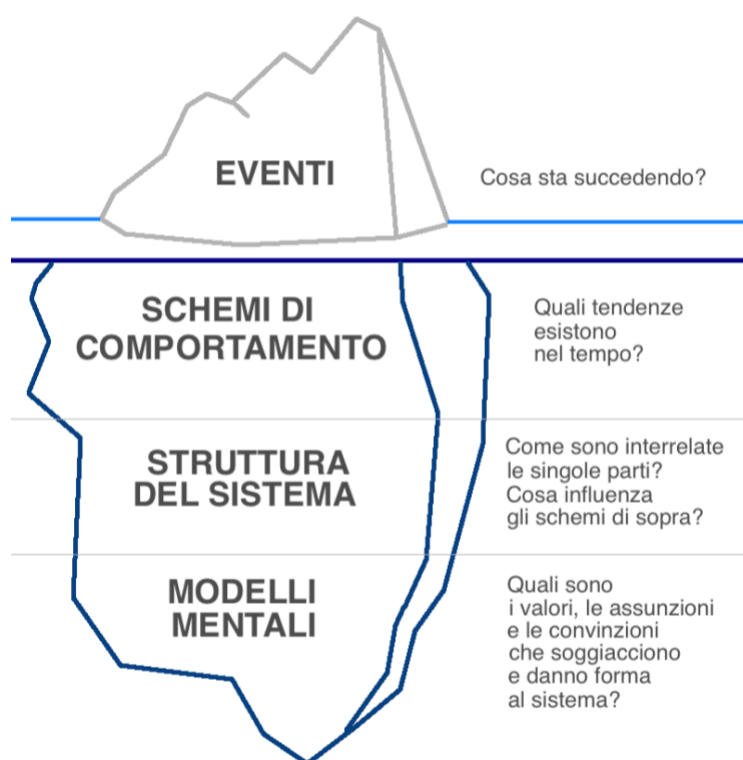 EVENTI
Cosa sta succedendo?
SCHEMI DI
COMPORTAMENTO
Quali tendenze
esistono
nel tempo?
STRUTTURA
DEL SISTEMA
Come sono interrelate
le singole parti?
Cosa influenza
gli schemi di sopra?
MODELLI
MENTALI
Quali sono
i valori, le assunzioni
e le convinzioni
che soggiacciono
e danno forma
al sistema?